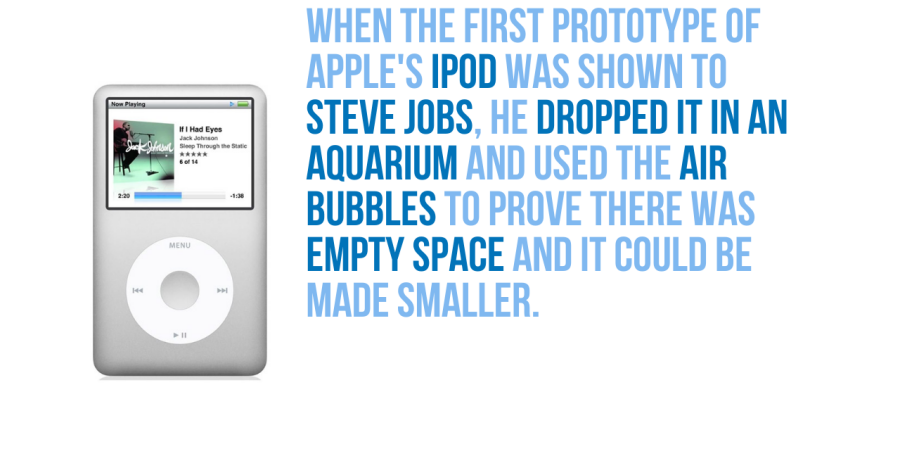 Now Playing
If I Had Eyes
Jack Johnson
Sleep Through the Static
★★★★★
6 of 14
Jack Johnson
2:20 -1:36
MENU
WHEN THE FIRST PROTOTYPE OF
APPLE'S IPOD WAS SHOWN TO
STEVE JOBS, HE DROPPED IT IN AN
AQUARIUM AND USED THE AIR
BUBBLES TO PROVE THERE WAS
EMPTY SPACE AND IT COULD BE
MADE SMALLER.